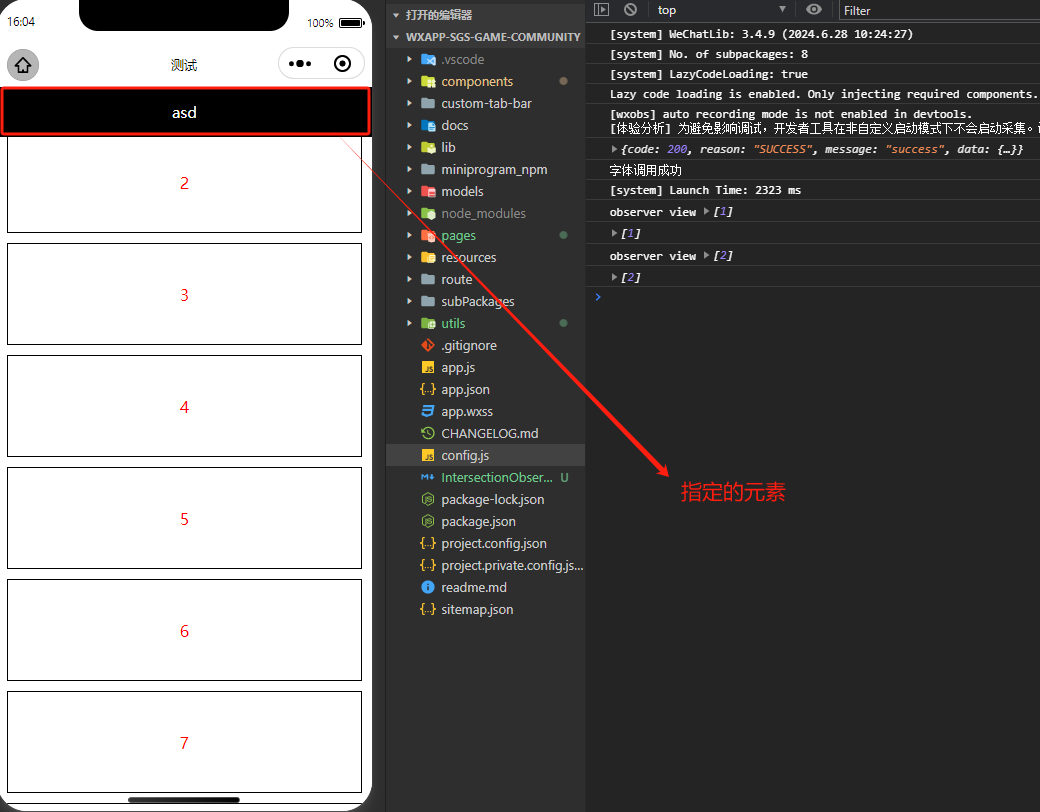 16:04
100%
测试
asd
2
3
4
5
6
7
打开的编辑器
WXAPP-SGS-GAME-COMMUNITY
.vscode
components
custom-tab-bar
docs
lib
miniprogram_npm
models
node_modules
pages
resources
route
subPackages
utils
.gitignore
app.js
app.json
app.wxss
CHANGELOG.md
config.js
IntersectionObser... U
package-lock.json
package.json
project.config.json
project.private.config.js...
readme.md
sitemap.json
top
Filter
[system] WeChatLib: 3.4.9 (2024.6.28 10:24:27)
[system] No. of subpackages: 8
[system] LazyCodeLoading: true
Lazy code loading is enabled. Only injecting required components.
[wxobs] auto recording mode is not enabled in devtools.
[体验分析] 为避免影响调试，开发者工具在非自定义启动模式下不会启动采集。
{code: 200, reason: "SUCCESS", message: "success", data: {…}}
字体调用成功
[system] Launch Time: 2323 ms
observer view [1]
[1]
observer view [2]
[2]
指定的元素